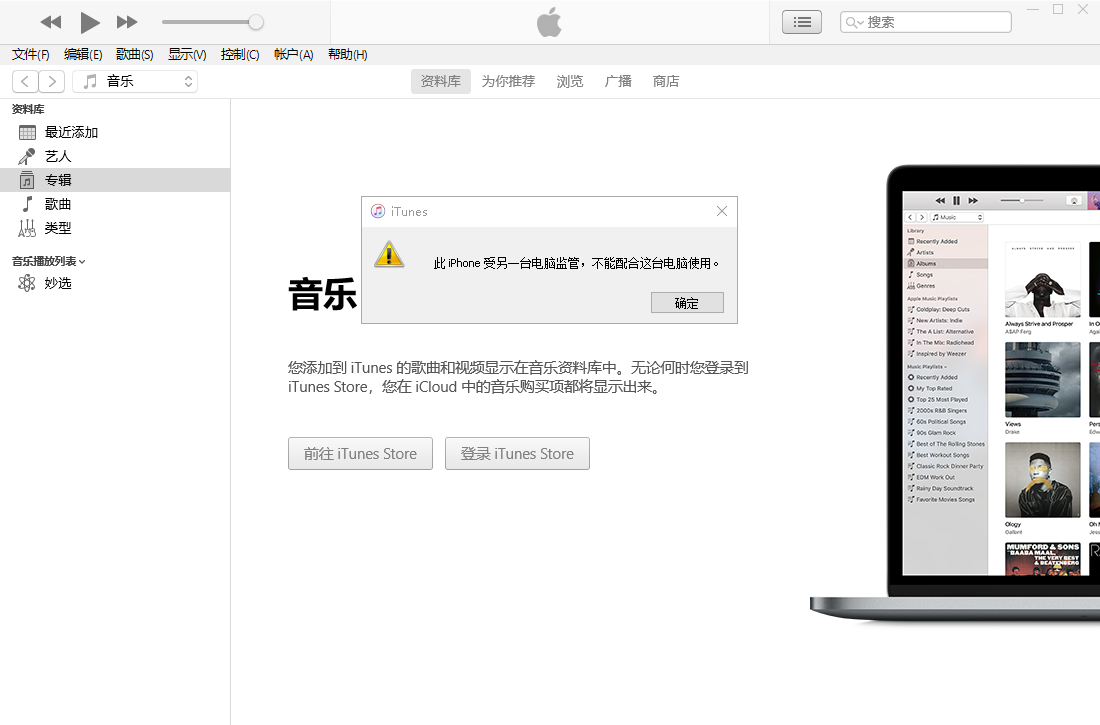 搜索
文件(F) 编辑(E) 歌曲(S) 显示(V) 控制(C) 帐户(A) 帮助(H)
音乐
资料库 为你推荐 浏览 广播 商店
资料库
最近添加
艺人
专辑
歌曲
类型
音乐播放列表
妙选
iTunes
此 iPhone 受另一台电脑监管，不能配合这台电脑使用。
确定
音乐
您添加到 iTunes 的歌曲和视频显示在音乐资料库中。无论何时您登录到
iTunes Store，您在 iCloud 中的音乐购买项都将显示出来。
前往 iTunes Store
登录 iTunes Store
Music
Library
Recently Added
Artists
Albums
Songs
Genres
Apple Music Playlists
Coldplay: Deep Cuts
New Artists: Indie
The A List: Alternative
In The Mix: Radiohead
Inspired by Weezer
Music Playlists
Recently Added
My Top Rated
Top 25 Most Played
2000s R&B Singers
60s Political Songs
90s Glam Rock
Best of The Rolling Stones
Best Workout Songs
Classic Rock Dinner Party
EDM Work Out
Rainy Day Soundtrack
Favorite Movies Songs
ALWAYS STRIVE AND PROSPER
Always Strive and Prosper
A$AP Ferg
Views
Drake
Ology
Gallant
MUMFORD & SONS
BAABA MAAL,
THE VERY BEST
& BEATENBERG